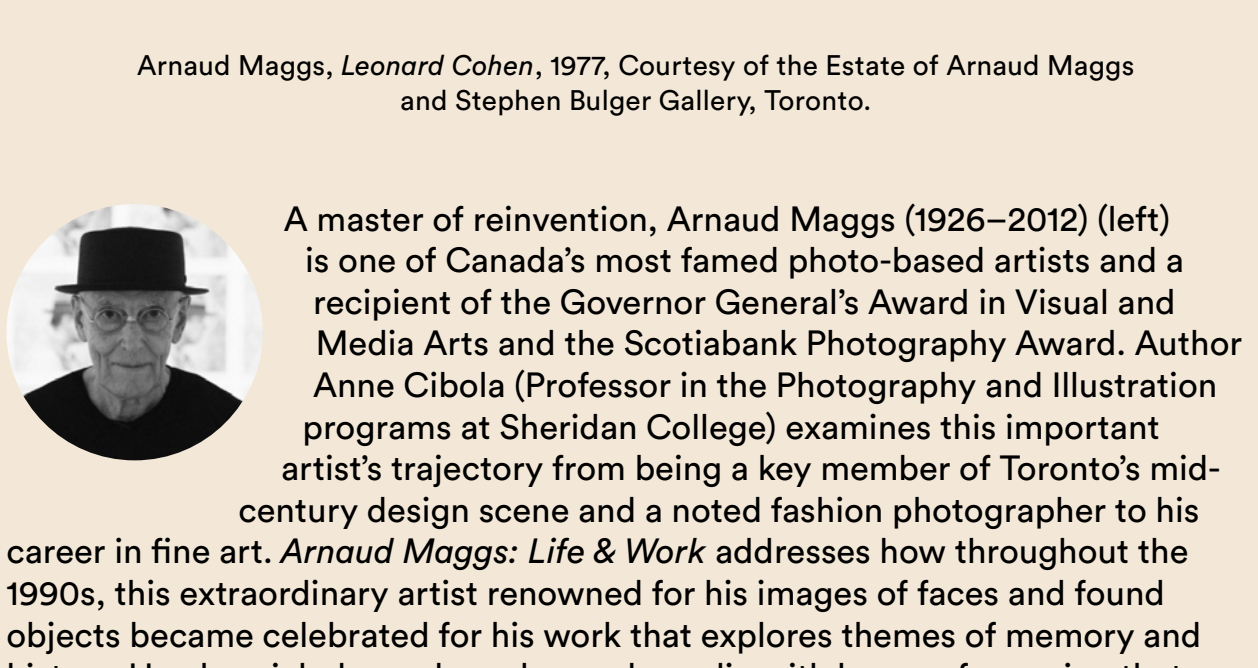 Arnaud Maggs, Leonard Cohen, 1977, Courtesy of the Estate of Arnaud Maggs
and Stephen Bulger Gallery, Toronto.
A master of reinvention, Arnaud Maggs (1926–2012) (left)
is one of Canada’s most famed photo-based artists and a
recipient of the Governor General’s Award in Visual and
Media Arts and the Scotiabank Photography Award. Author
Anne Cibola (Professor in the Photography and Illustration
programs at Sheridan College) examines this important
artist’s trajectory from being a key member of Toronto’s mid-
century design scene and a noted fashion photographer to his
career in fine art. Arnaud Maggs: Life & Work addresses how throughout the
1990s, this extraordinary artist renowned for his images of faces and found
objects became celebrated for his work that explores themes of memory and